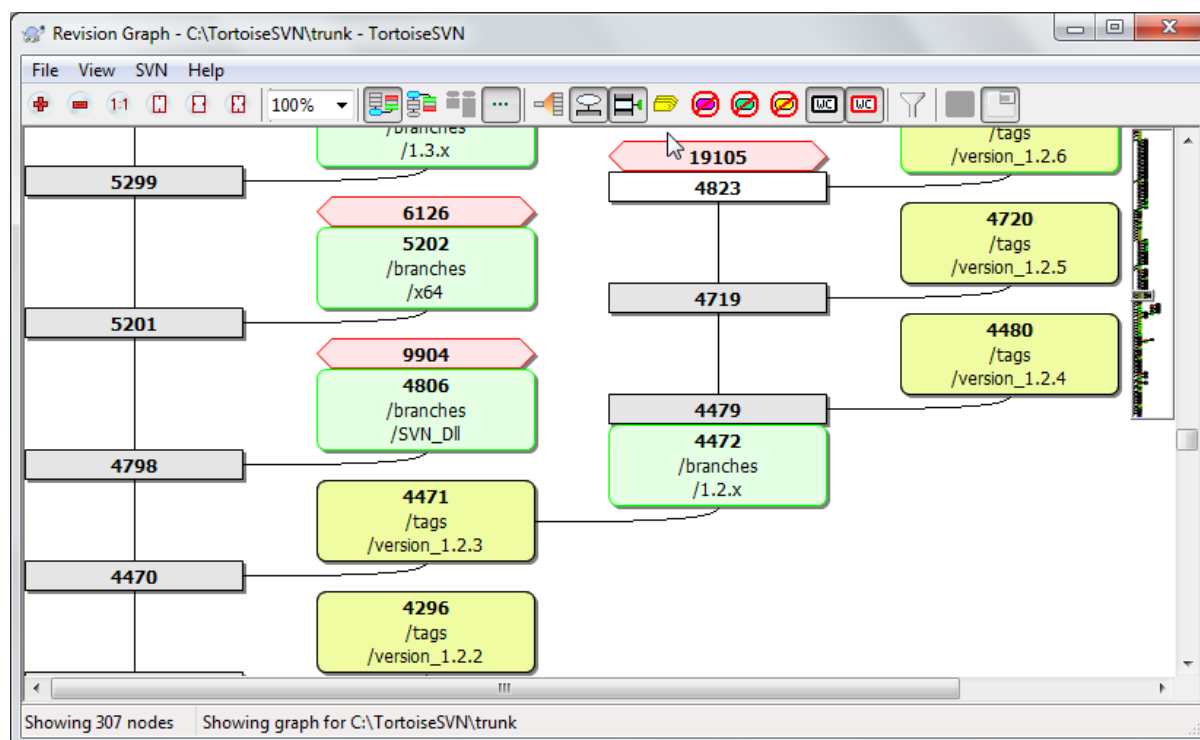 Revision Graph - C:\TortoiseSVN\trunk - TortoiseSVN
File View SVN Help
1:1 100% WC WC
/branches
/1.3.x
5299
6126
5202
/branches
/x64
5201
9904
4806
/branches
/SVN_Dll
4798
4471
/tags
/version_1.2.3
4470
4296
/tags
/version_1.2.2
19105
4823
4719
4479
4472
/branches
/1.2.x
/tags
/version_1.2.6
4720
/tags
/version_1.2.5
4480
/tags
/version_1.2.4
Showing 307 nodes Showing graph for C:\TortoiseSVN\trunk